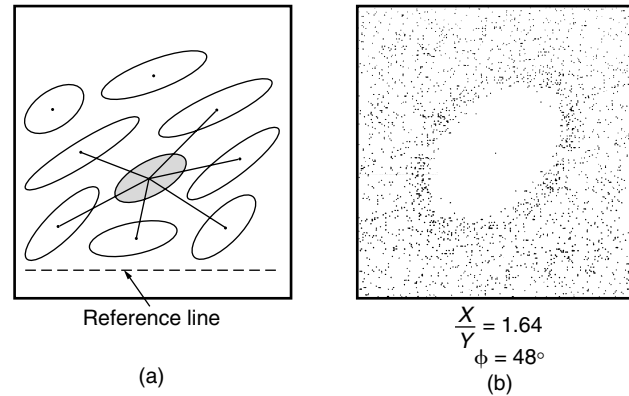 Reference line
(a)
X
Y = 1.64
ϕ = 48°
(b)